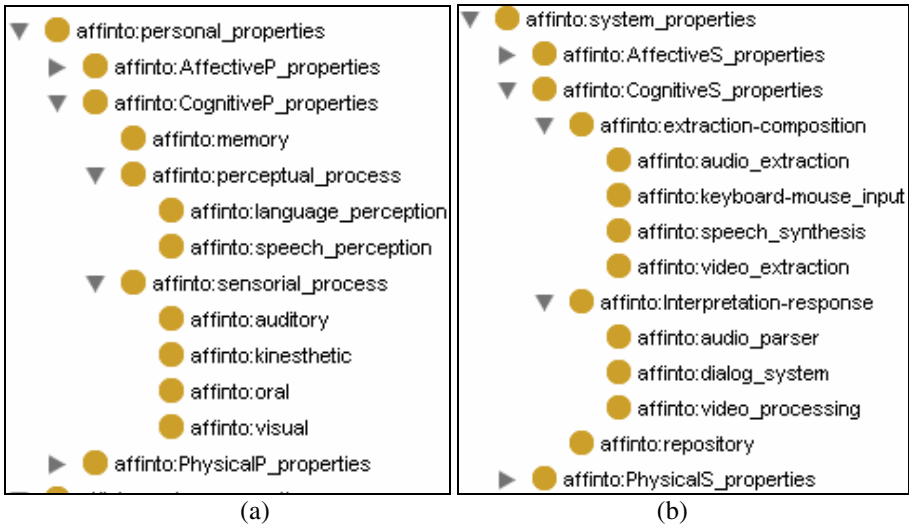 affinto:personal_properties
affinto:AffectiveP_properties
affinto:CognitiveP_properties
affinto:memory
affinto:perceptual_process
affinto:language_perception
affinto:speech_perception
affinto:sensorial_process
affinto:auditory
affinto:kinesthetic
affinto:oral
affinto:visual
affinto:PhysicalP_properties
(a)
affinto:system_properties
affinto:AffectiveS_properties
affinto:CognitiveS_properties
affinto:extraction-composition
affinto:audio_extraction
affinto:keyboard-mouse_input
affinto:speech_synthesis
affinto:video_extraction
affinto:Interpretation-response
affinto:audio_parser
affinto:dialog_system
affinto:video_processing
affinto:repository
affinto:PhysicalS_properties
(b)